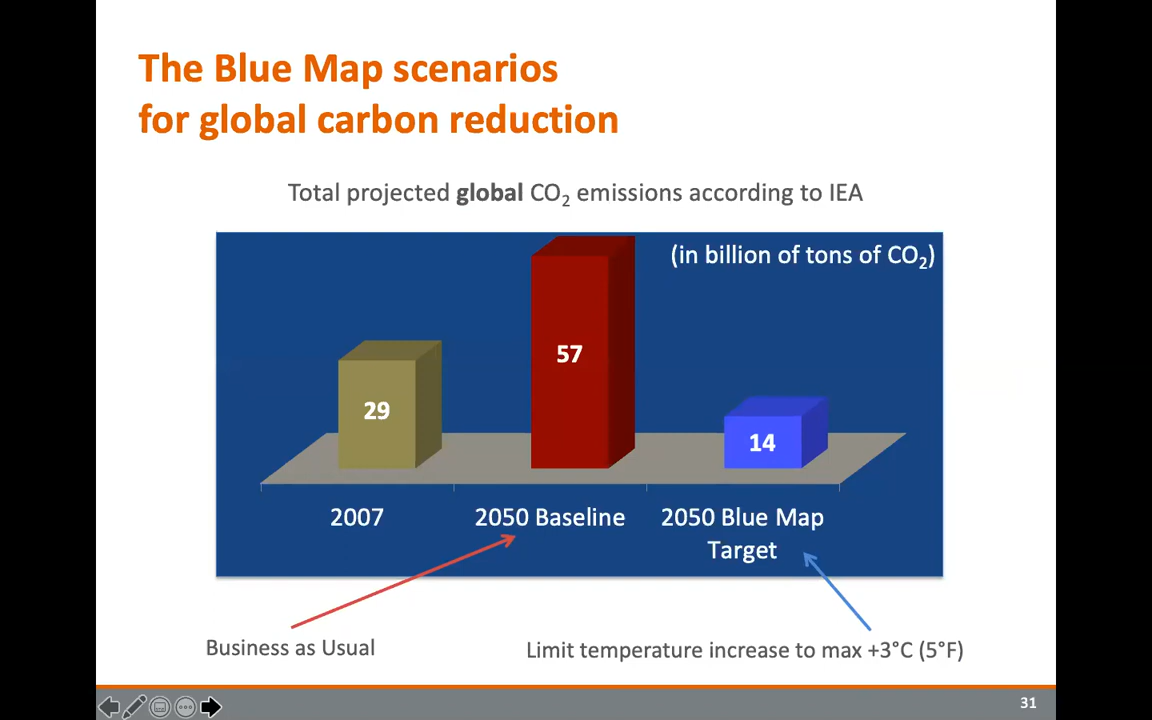 The Blue Map scenarios
for global carbon reduction
Total projected global CO₂ emissions according to IEA
(in billion of tons of CO₂)
57
29
14
2007
2050 Baseline
2050 Blue Map
Target
Business as Usual
Limit temperature increase to max +3°C (5°F)
31